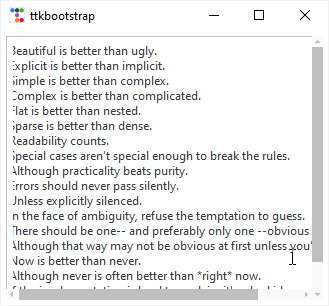 ttkbootstrap
Beautiful is better than ugly.
Explicit is better than implicit.
Simple is better than complex.
Complex is better than complicated.
Flat is better than nested.
Sparse is better than dense.
Readability counts.
Special cases aren't special enough to break the rules.
Although practicality beats purity.
Errors should never pass silently.
Unless explicitly silenced.
In the face of ambiguity, refuse the temptation to guess.
There should be one-- and preferably only one --obvious
Although that way may not be obvious at first unless you'
Now is better than never.
Although never is often better than *right* now.